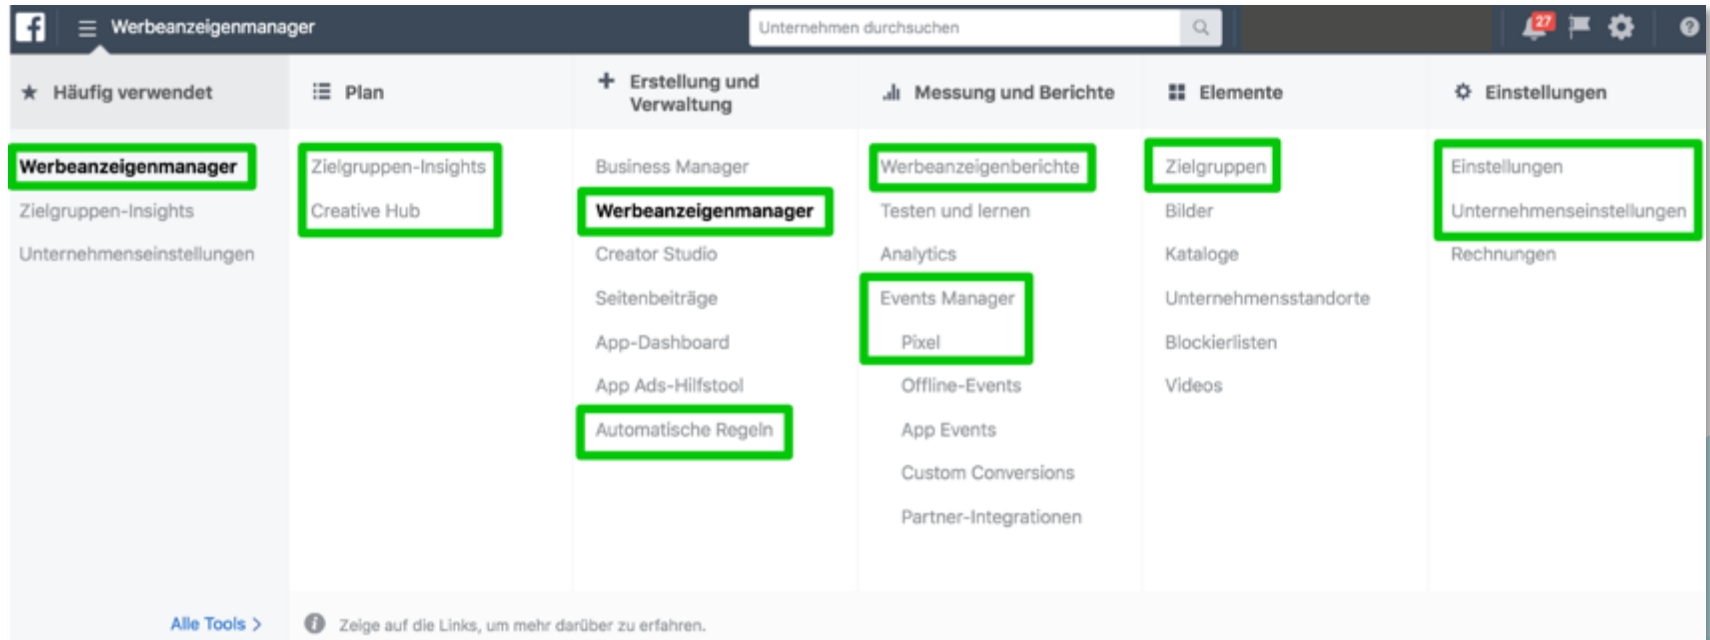 f
Werbeanzeigenmanager
Unternehmen durchsuchen
27
?
Häufig verwendet
Werbeanzeigenmanager
Zielgruppen-Insights
Unternehmenseinstellungen
Alle Tools >
Plan
Zielgruppen-Insights
Creative Hub
Erstellung und
Verwaltung
Business Manager
Werbeanzeigenmanager
Creator Studio
Seitenbeiträge
App-Dashboard
App Ads-Hilfstool
Automatische Regeln
Messung und Berichte
Werbeanzeigenberichte
Testen und lernen
Analytics
Events Manager
Pixel
Offline-Events
App Events
Custom Conversions
Partner-Integrationen
Elemente
Zielgruppen
Bilder
Kataloge
Unternehmensstandorte
Blockierlisten
Videos
Einstellungen
Einstellungen
Unternehmenseinstellungen
Rechnungen
i Zeige auf die Links, um mehr darüber zu erfahren.